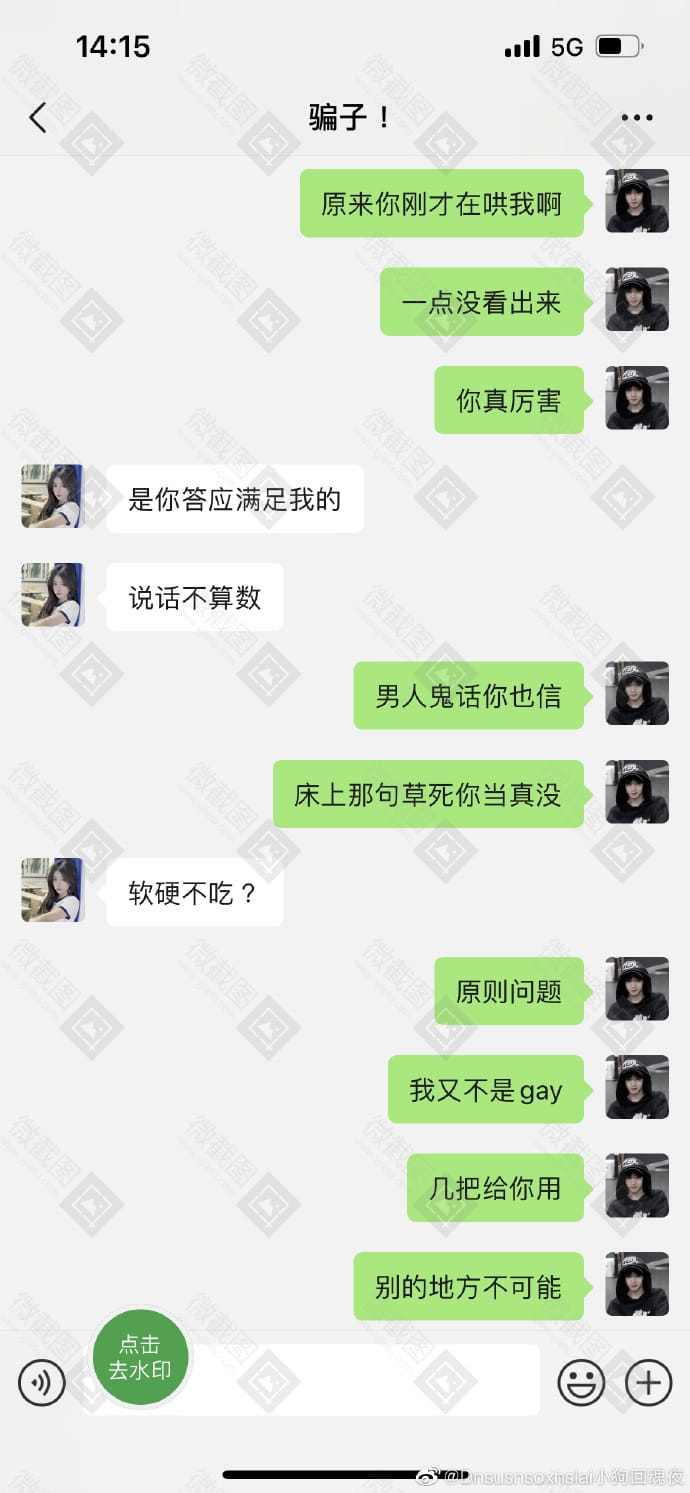 14:15
5G
骗子！
原来你刚才在哄我啊
一点没看出来
你真厉害
是你答应满足我的
说话不算数
男人鬼话你也信
床上那句草死你当真没
软硬不吃？
原则问题
我又不是gay
几把给你用
别的地方不可能
点击
去水印
@Dnsusnsoxhslai小狗回魂夜
微截图